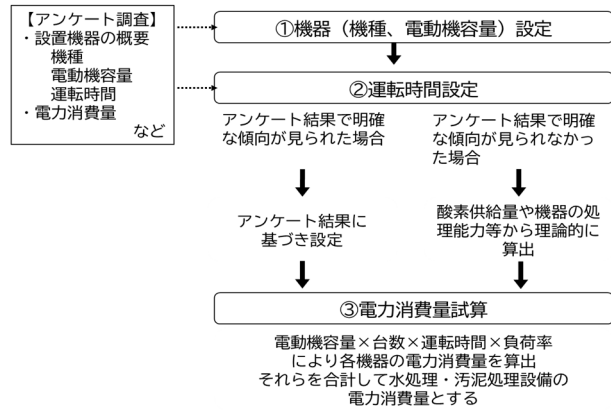 【アンケート調査】
・設置機器の概要
機種
電動機容量
運転時間
・電力消費量
など
①機器（機種、電動機容量）設定
②運転時間設定
アンケート結果で明確
な傾向が見られた場合
アンケート結果で明確
な傾向が見られなかっ
た場合
アンケート結果に
基づき設定
酸素供給量や機器の処
理能力等から理論的に
算出
③電力消費量試算
電動機容量×台数×運転時間×負荷率
により各機器の電力消費量を算出
それらを合計して水処理・汚泥処理設備の
電力消費量とする